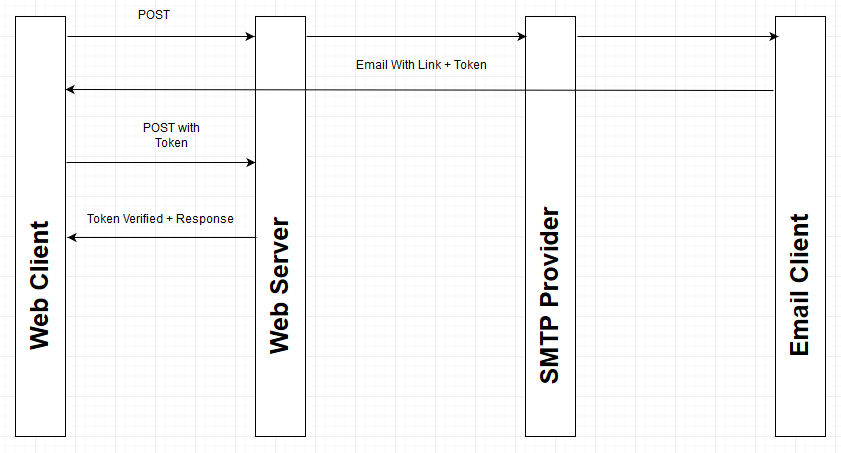 POST
Email With Link + Token
POST with
Token
Token Verified + Response
Web Client
Web Server
SMTP Provider
Email Client